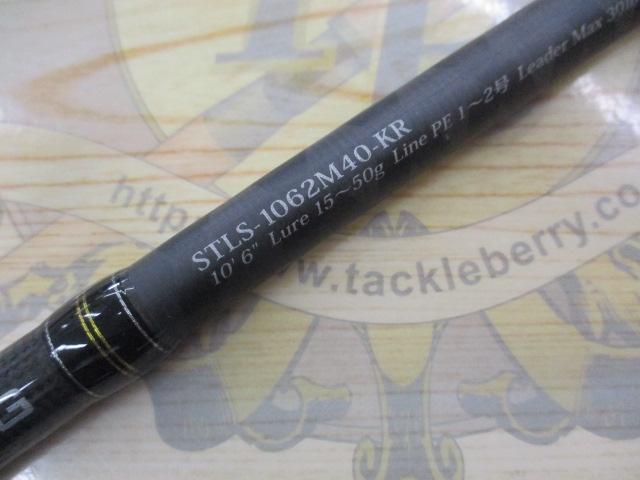 STLS-1062M40-KR
10' 6" Lure 15～50g Line PE 1～2号 Leader Max 30lb
http
www.tackleberry.co
G